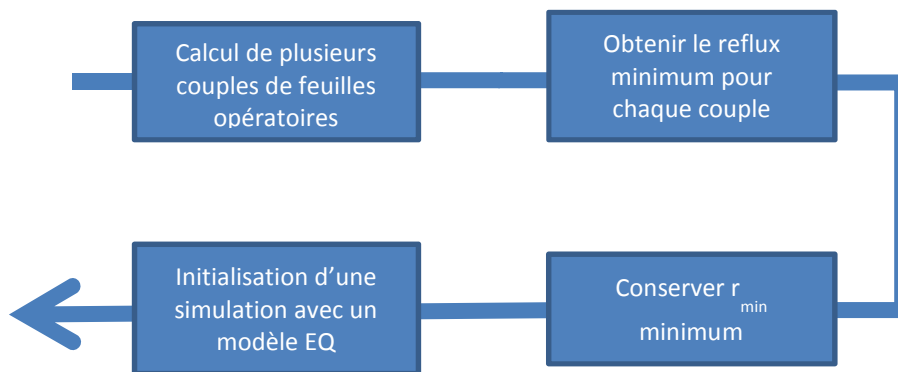 Calcul de plusieurs
couples de feuilles
opératoires
Obtenir le reflux
minimum pour
chaque couple
Initialisation d’une
simulation avec un
modèle EQ
Conserver r
min
minimum